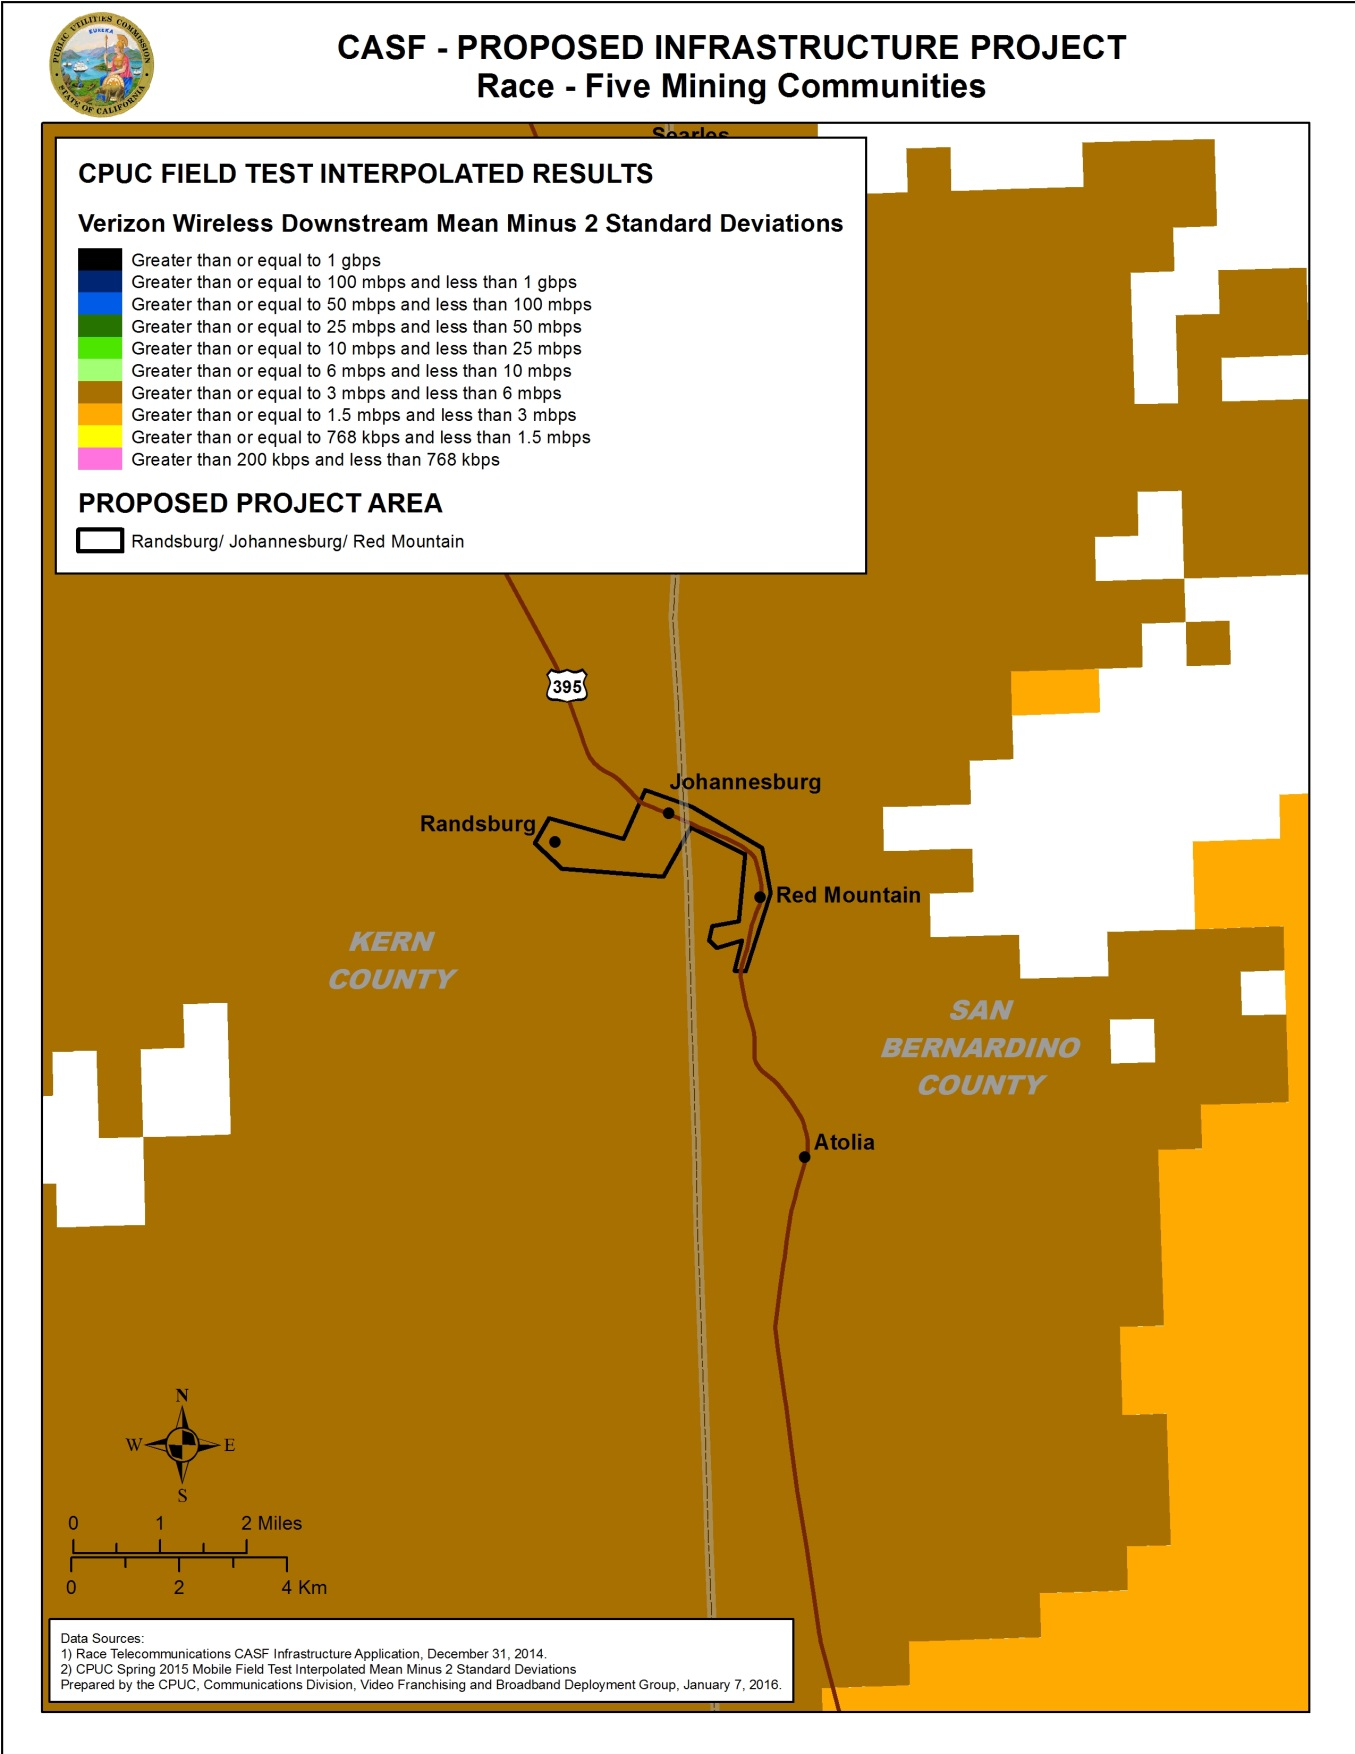 PUBLIC UTILITIES COMMISSION
EUREKA
STATE OF CALIFORNIA
CASF - PROPOSED INFRASTRUCTURE PROJECT
Race - Five Mining Communities
Searles
CPUC FIELD TEST INTERPOLATED RESULTS
Verizon Wireless Downstream Mean Minus 2 Standard Deviations
Greater than or equal to 1 gbps
Greater than or equal to 100 mbps and less than 1 gbps
Greater than or equal to 50 mbps and less than 100 mbps
Greater than or equal to 25 mbps and less than 50 mbps
Greater than or equal to 10 mbps and less than 25 mbps
Greater than or equal to 6 mbps and less than 10 mbps
Greater than or equal to 3 mbps and less than 6 mbps
Greater than or equal to 1.5 mbps and less than 3 mbps
Greater than or equal to 768 kbps and less than 1.5 mbps
Greater than 200 kbps and less than 768 kbps
PROPOSED PROJECT AREA
Randsburg/ Johannesburg/ Red Mountain
395
Johannesburg
Randsburg
Red Mountain
KERN
COUNTY
SAN
BERNARDINO
COUNTY
Atolia
N
W E
S
0 1 2 Miles
0 2 4 Km
Data Sources:
1) Race Telecommunications CASF Infrastructure Application, December 31, 2014.
2) CPUC Spring 2015 Mobile Field Test Interpolated Mean Minus 2 Standard Deviations
Prepared by the CPUC, Communications Division, Video Franchising and Broadband Deployment Group, January 7, 2016.